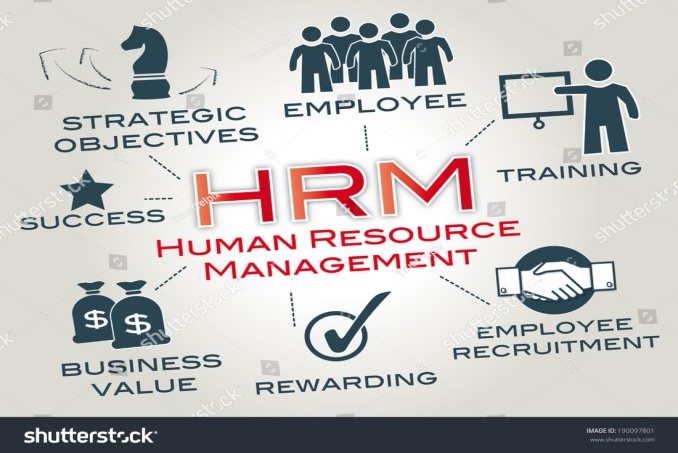 STRATEGIC
OBJECTIVES
EMPLOYEE
TRAINING
SUCCESS
HRM
HUMAN RESOURCE
MANAGEMENT
$ $
BUSINESS
VALUE
REWARDING
EMPLOYEE
RECRUITMENT
shutterstock
IMAGE ID: 190097801
www.shutterstock.com